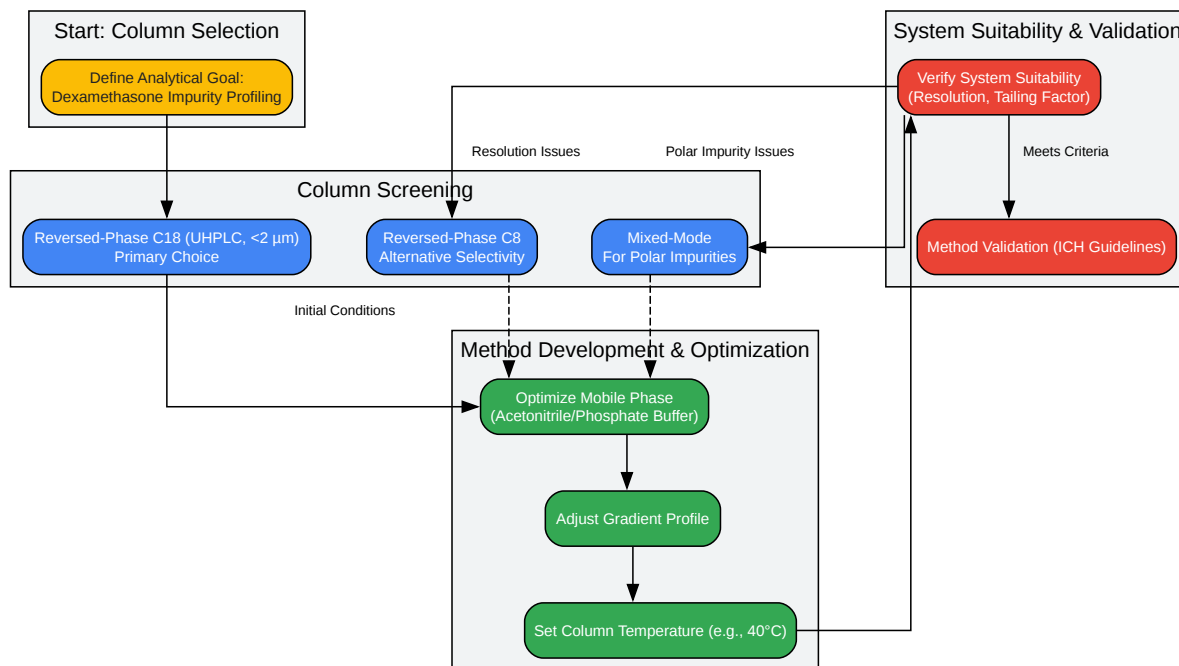 Start: Column Selection
Define Analytical Goal:
Dexamethasone Impurity Profiling
System Suitability & Validation
Verify System Suitability
(Resolution, Tailing Factor)
Resolution Issues
Polar Impurity Issues
Meets Criteria
Column Screening
Reversed-Phase C18 (UHPLC, <2 µm)
Primary Choice
Reversed-Phase C8
Alternative Selectivity
Mixed-Mode
For Polar Impurities
Method Validation (ICH Guidelines)
Initial Conditions
Method Development & Optimization
Optimize Mobile Phase
(Acetonitrile/Phosphate Buffer)
Adjust Gradient Profile
Set Column Temperature (e.g., 40°C)